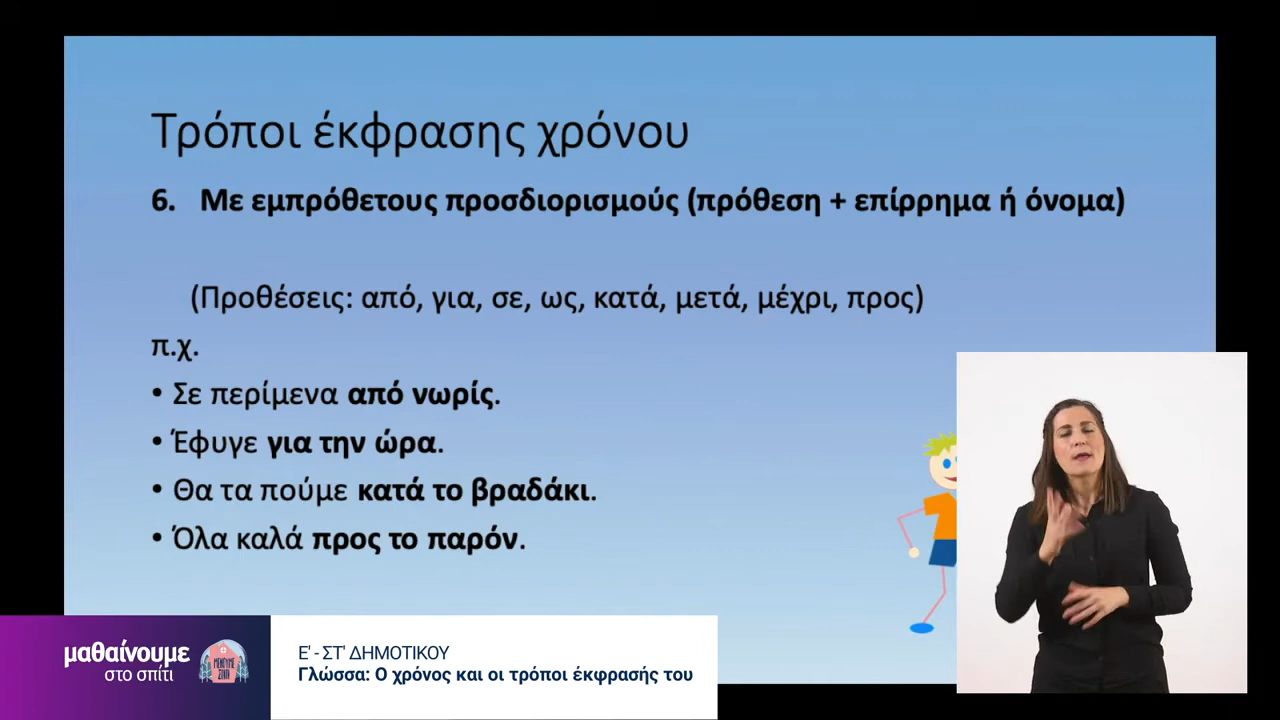 Τρόποι έκφρασης χρόνου
6. Με εμπρόθετους προσδιορισμούς (πρόθεση + επίρρημα ή όνομα)
(Προθέσεις: από, για, σε, ως, κατά, μετά, μέχρι, προς)
π.χ.
• Σε περίμενα από νωρίς.
• Έφυγε για την ώρα.
• Θα τα πούμε κατά το βραδάκι.
• Όλα καλά προς το παρόν.
μαθαίνουμε
στο σπίτι
ΜΕΝΟΥΜΕ
ΣΠΙΤΙ
Ε' - ΣΤ' ΔΗΜΟΤΙΚΟΥ
Γλώσσα: Ο χρόνος και οι τρόποι έκφρασής του